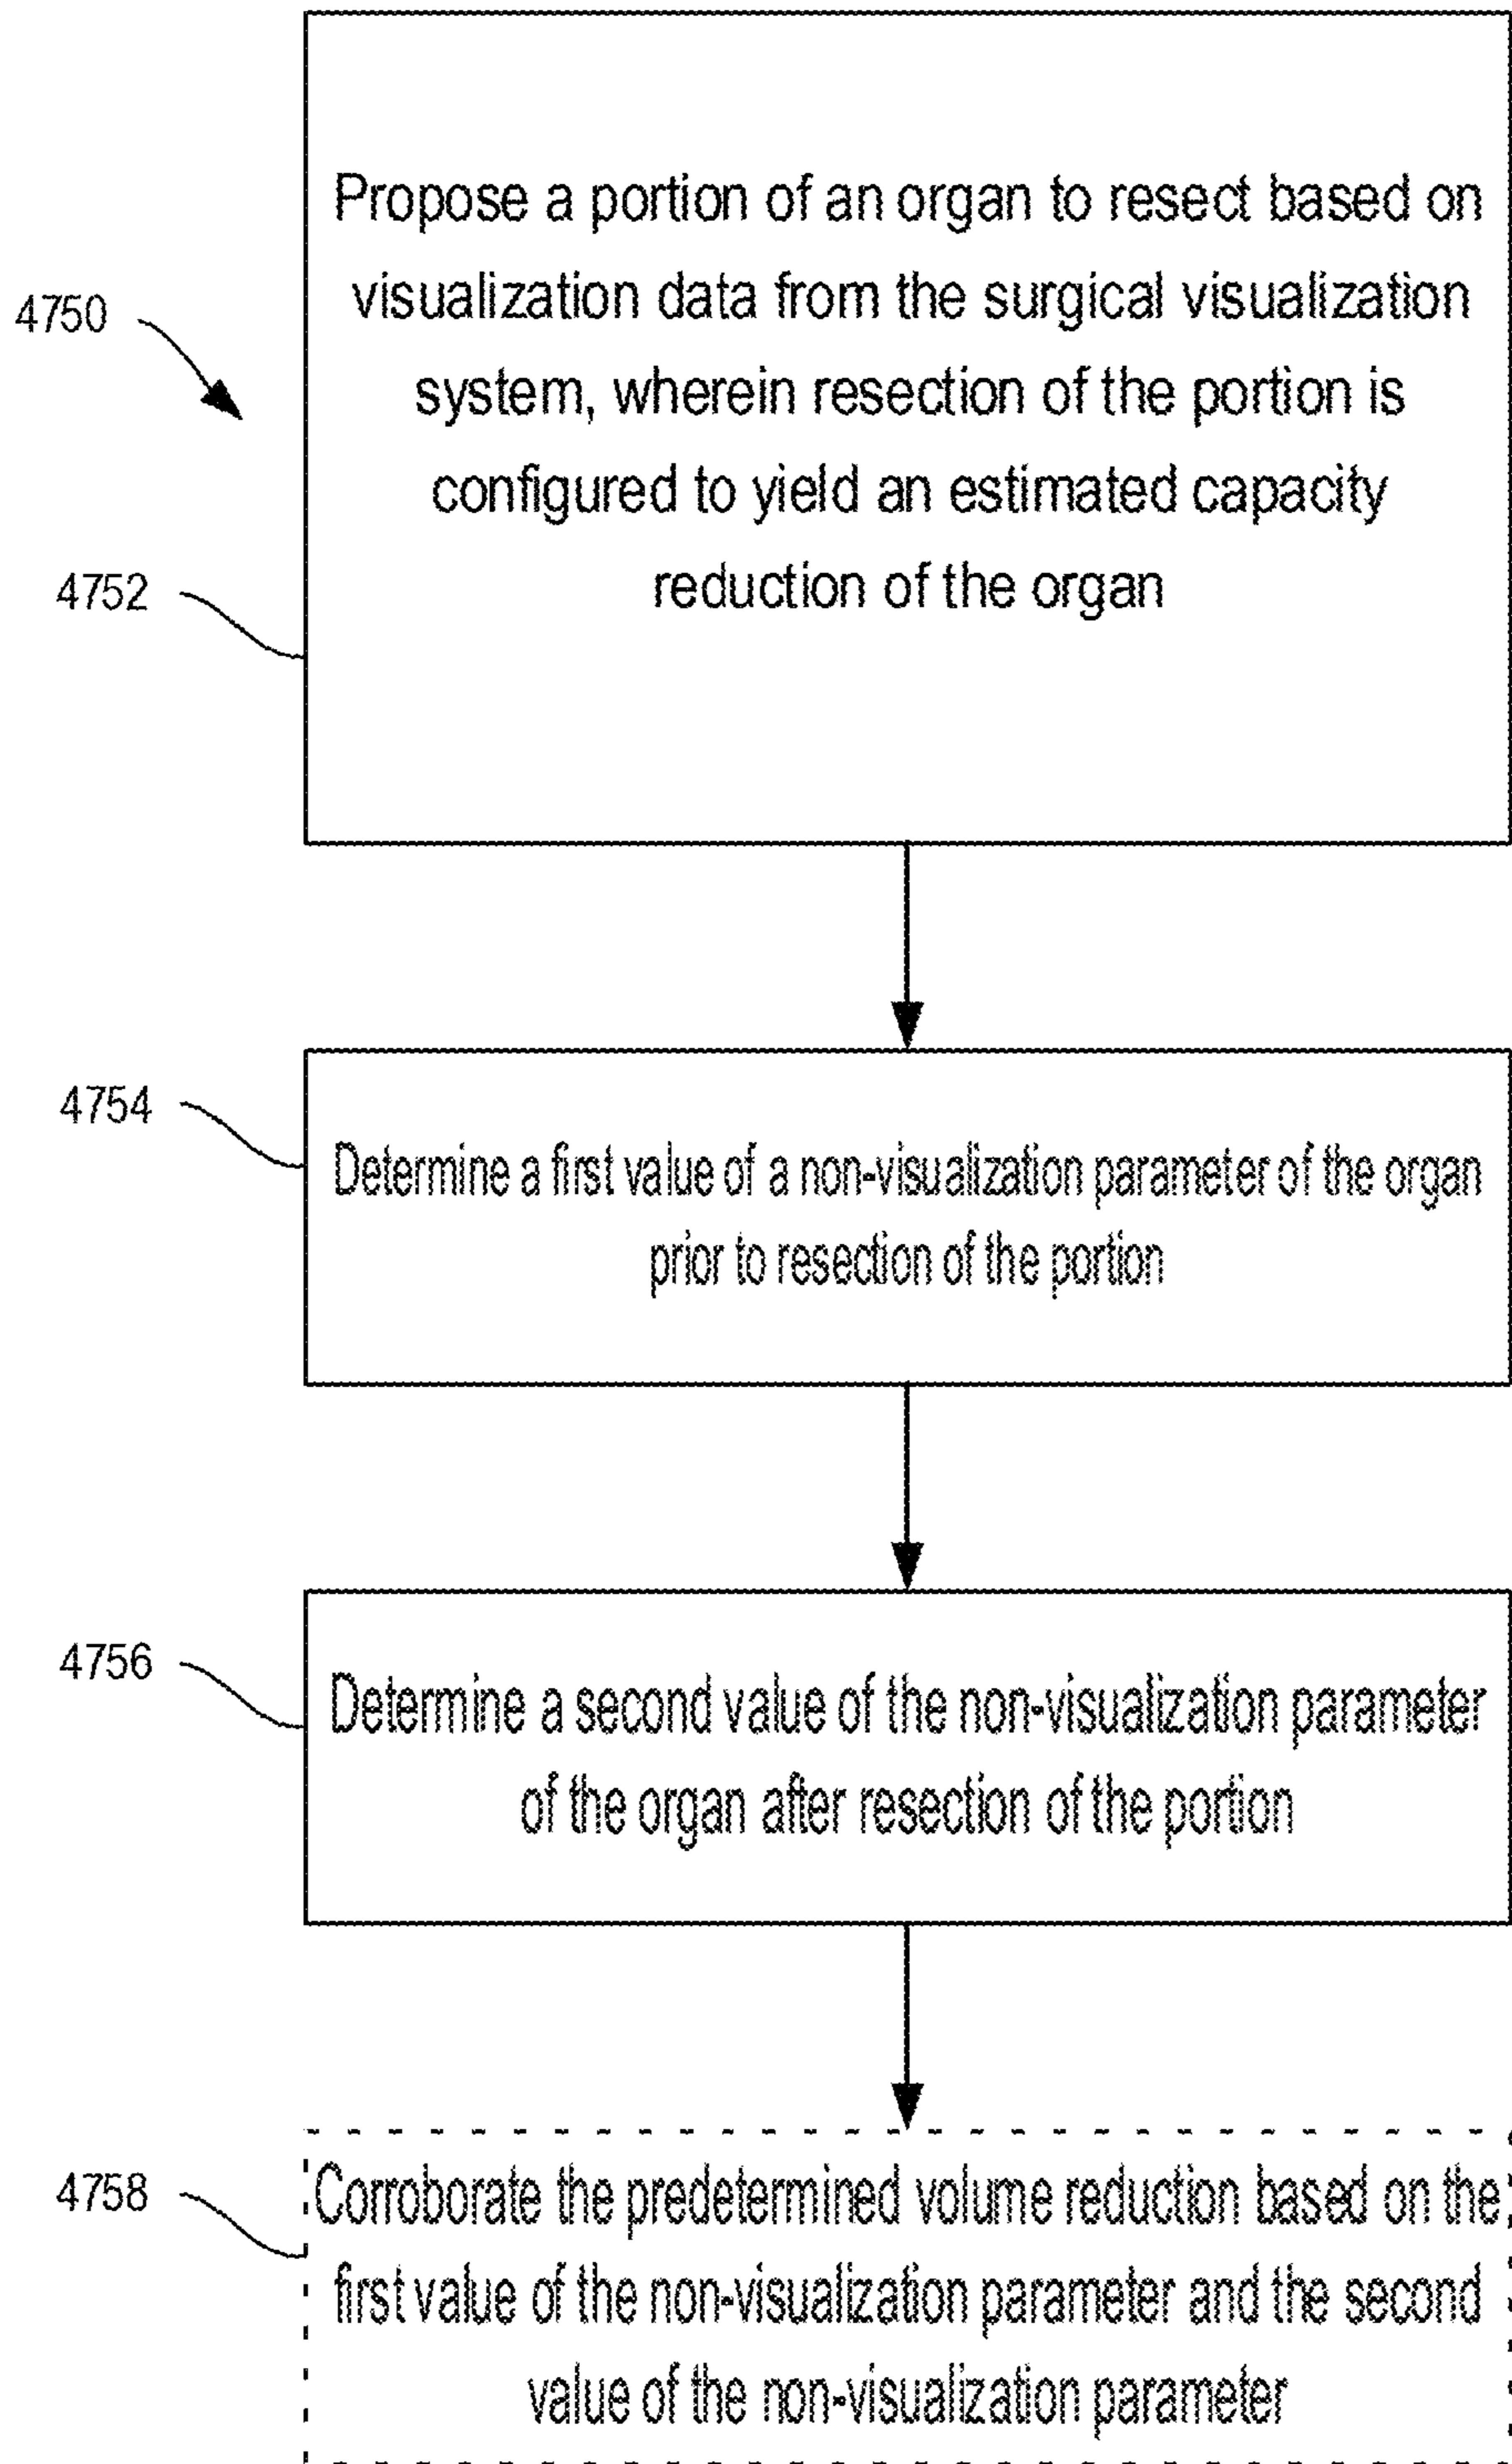 Propose a portion of an organ to resect based on
visualization data from the surgical visualization
system, wherein resection of the portion is
configured to yield an estimated capacity
reduction of the organ
4750
4752
4754
Determine a first value of a non-visualization parameter of the organ
prior to resection of the portion
4756
Determine a second value of the non-visualization parameter
of the organ after resection of the portion
4758
Corroborate the predetermined volume reduction based on the
first value of the non-visualization parameter and the second
value of the non-visualization parameter